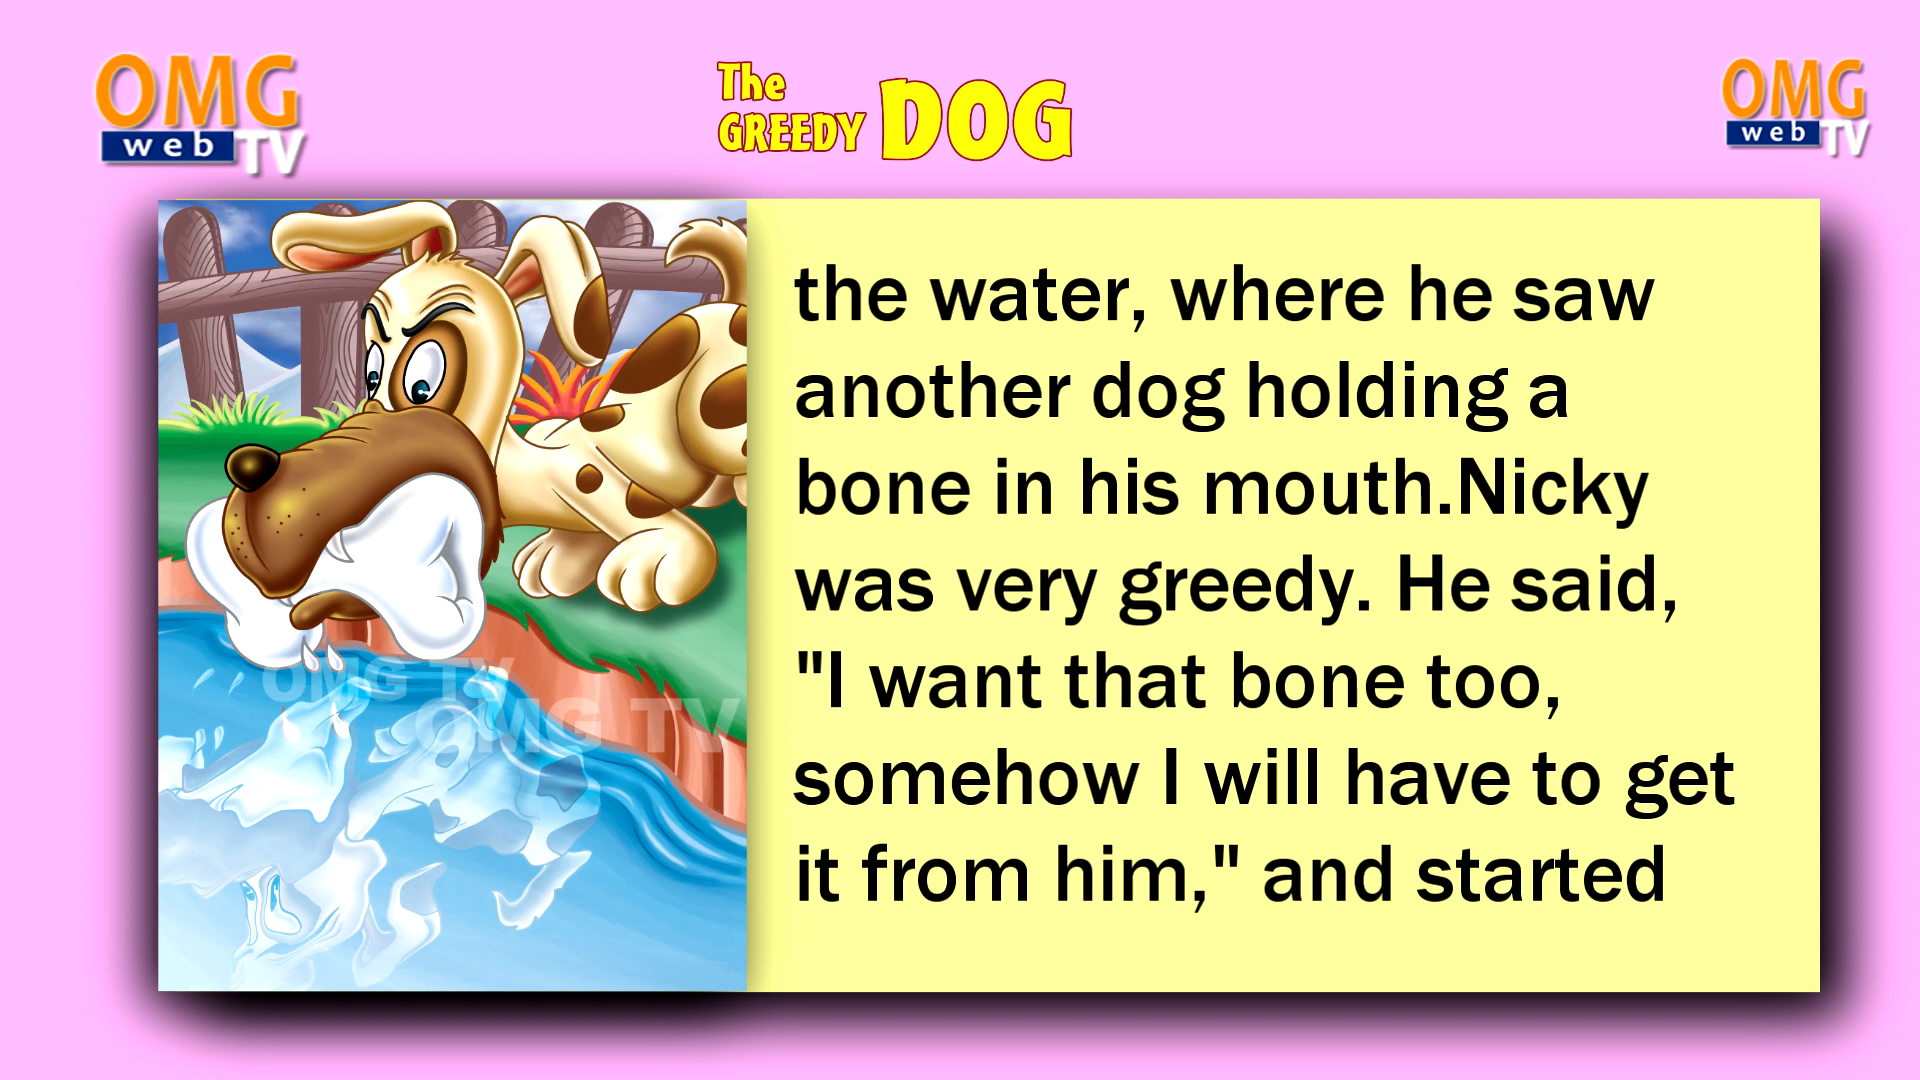 OMG
web TV
The
GREEDY DOG
OMG
web TV
the water, where he saw
another dog holding a
bone in his mouth.Nicky
was very greedy. He said,
"I want that bone too,
somehow I will have to get
it from him," and started
OMG TV
OMG TV